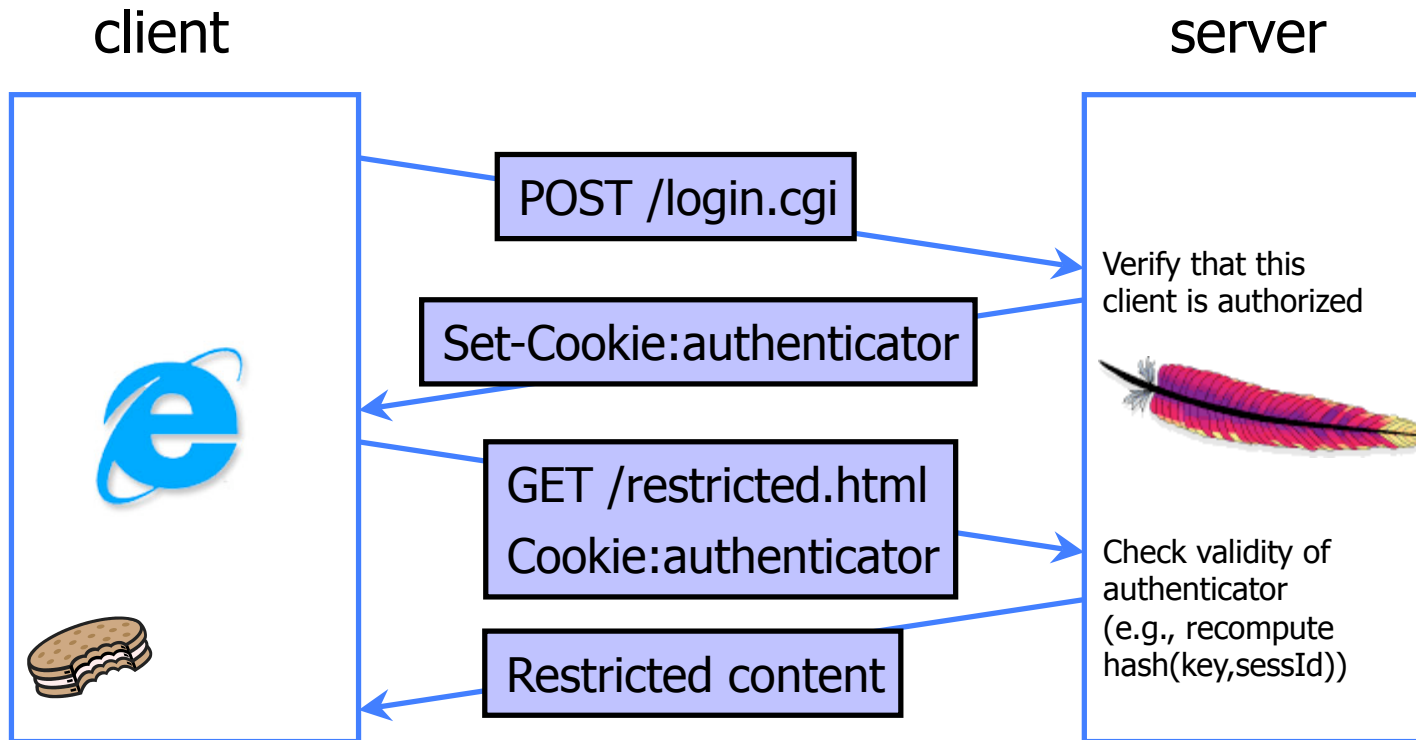 client
server
POST /login.cgi
Verify that this
client is authorized
Set-Cookie:authenticator
GET /restricted.html
Cookie:authenticator
Check validity of
authenticator
(e.g., recompute
hash(key,sessId))
Restricted content